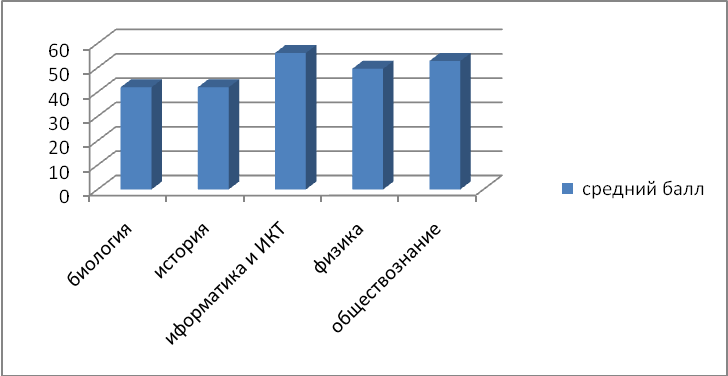 60
50
40
30
20
10
0
биология
история
иформатика и ИКТ
физика
обществознание
средний балл